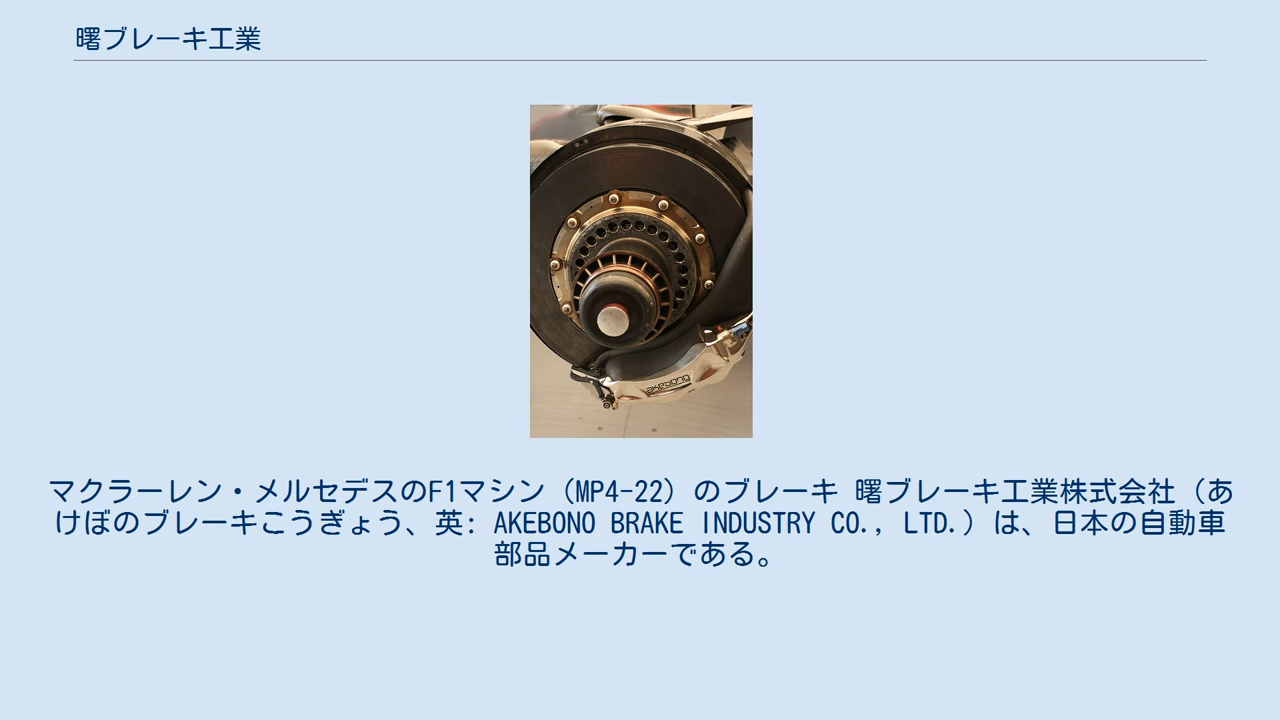 曙ブレーキ工業
akebono
マクラーレン・メルセデスのF1マシン（MP4-22）のブレーキ 曙ブレーキ工業株式会社（あ
けぼのブレーキこうぎょう、英: AKEBONO BRAKE INDUSTRY CO., LTD.）は、日本の自動車
部品メーカーである。